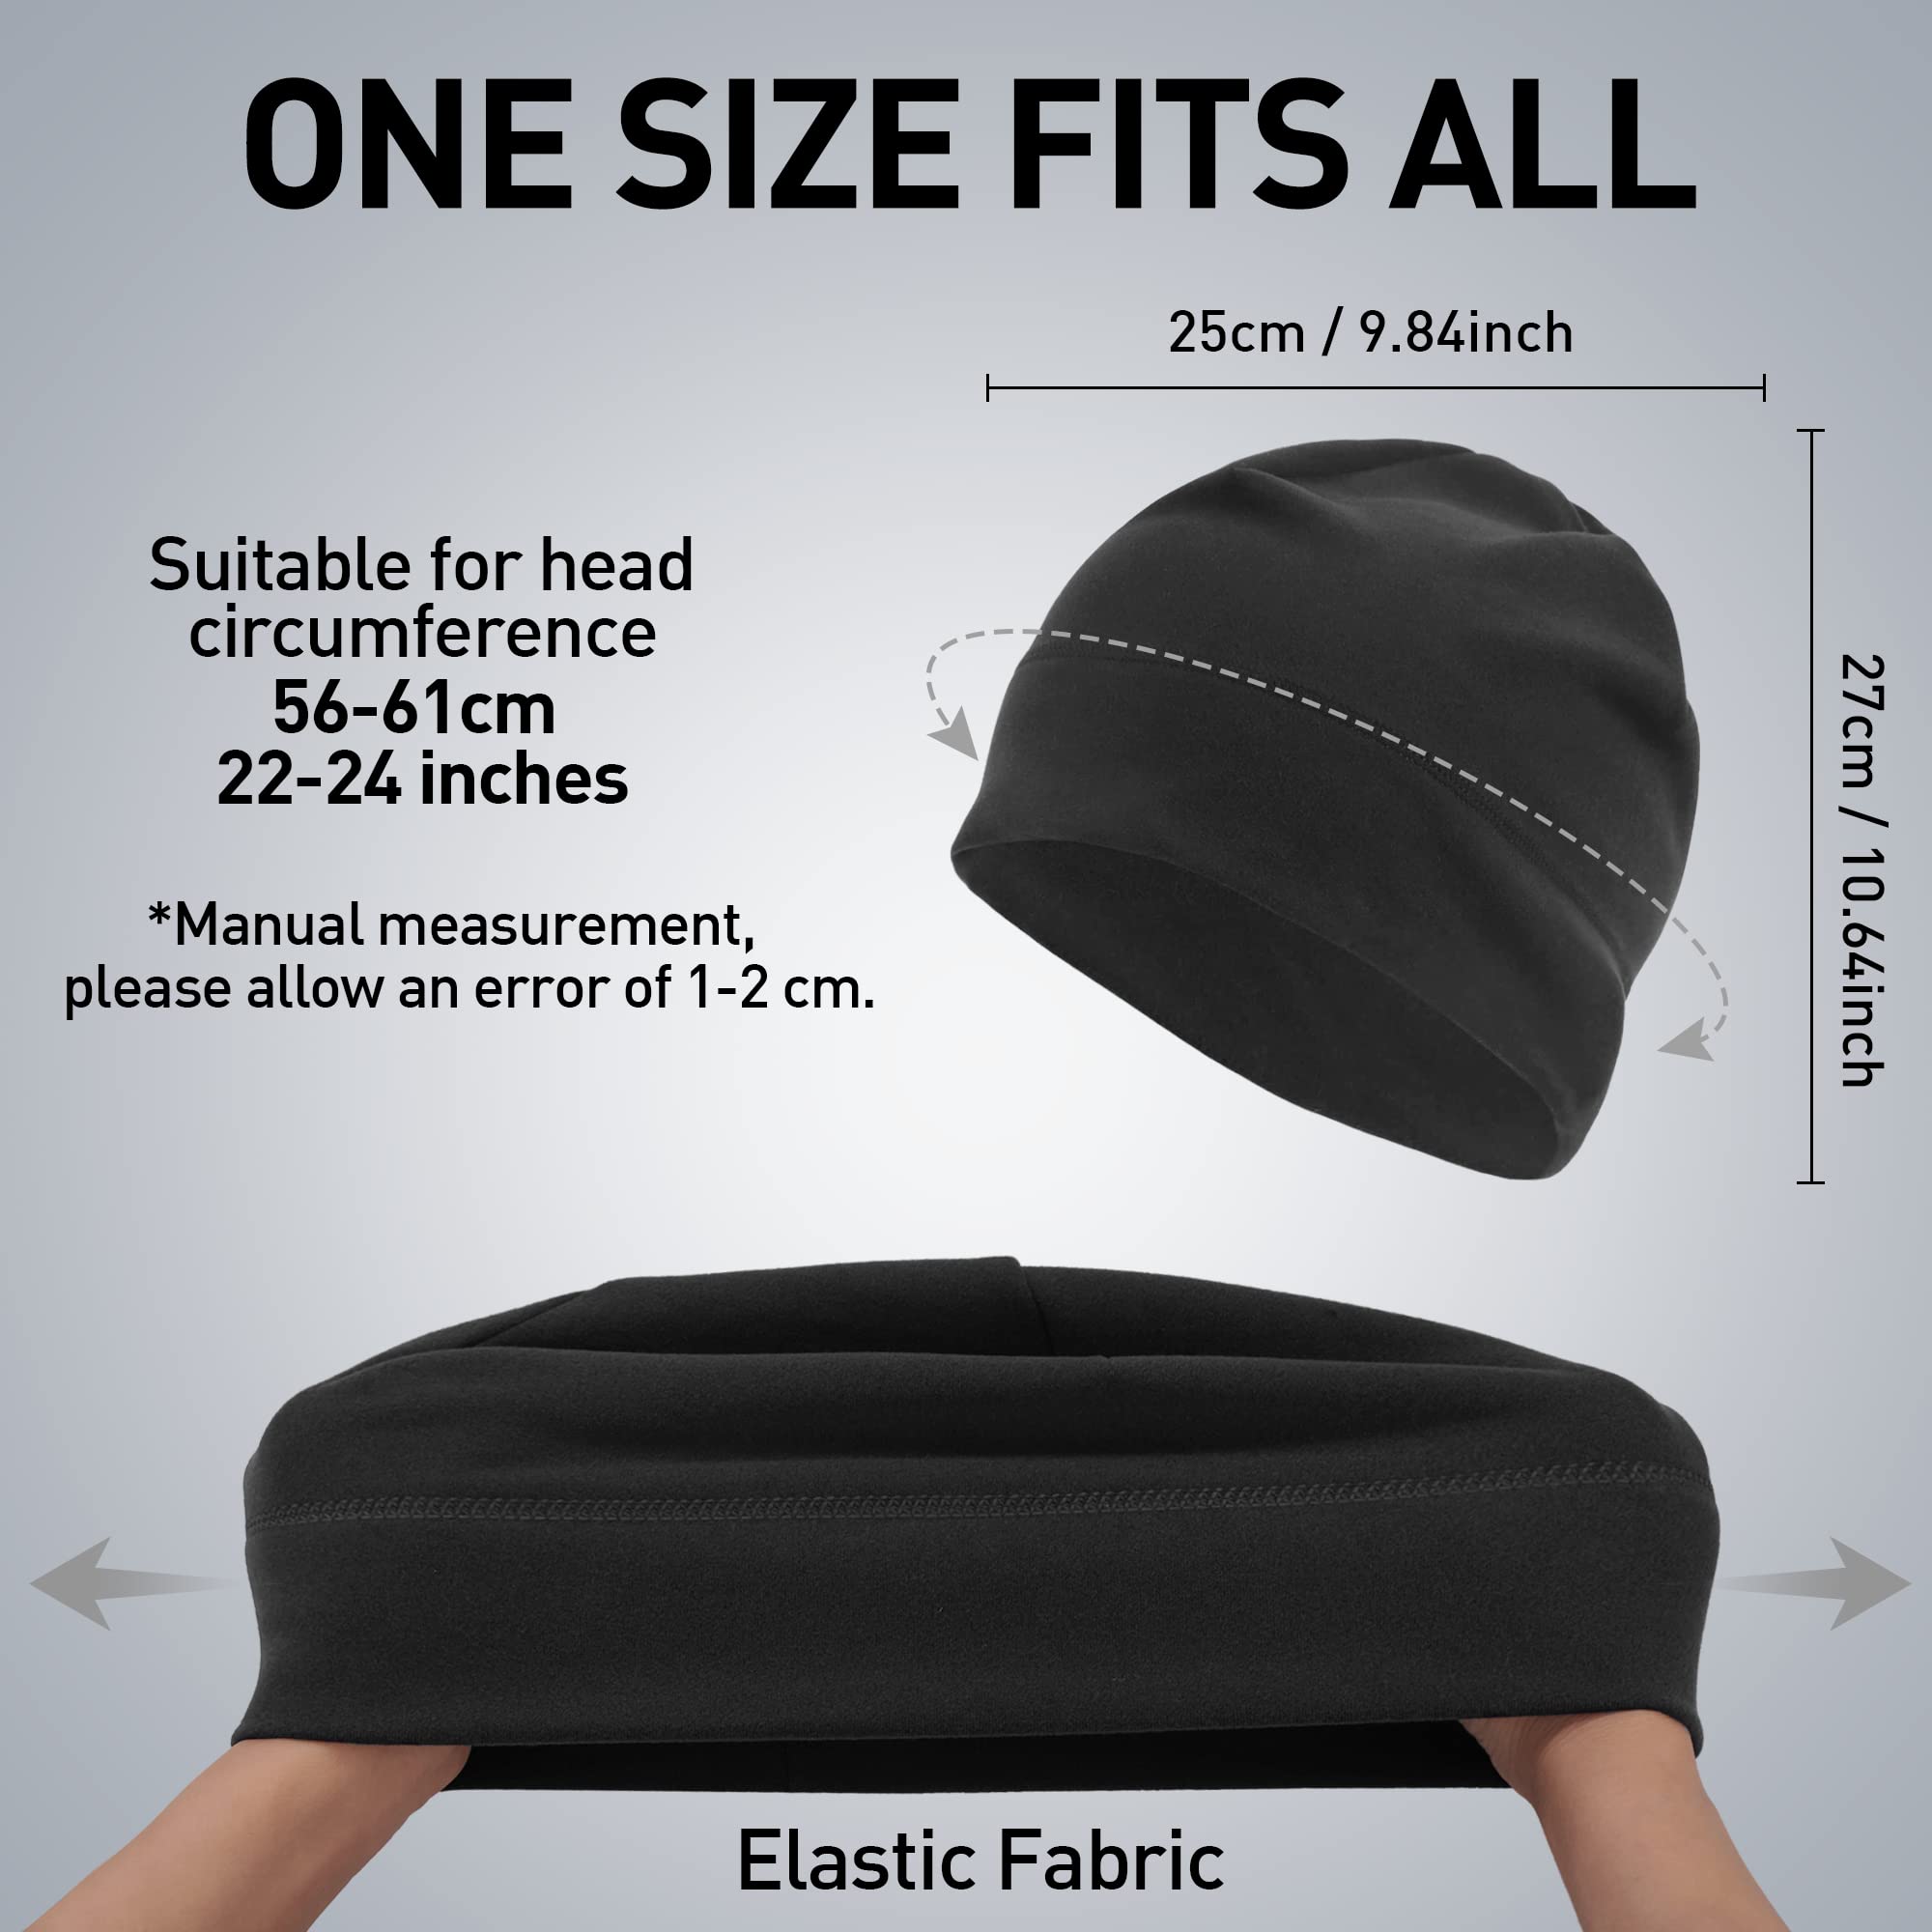 ONE SIZE FITS ALL
25cm / 9.84inch
27cm / 10.64inch
Suitable for head
circumference
56-61cm
22-24 inches
*Manual measurement,
please allow an error of 1-2 cm.
Elastic Fabric